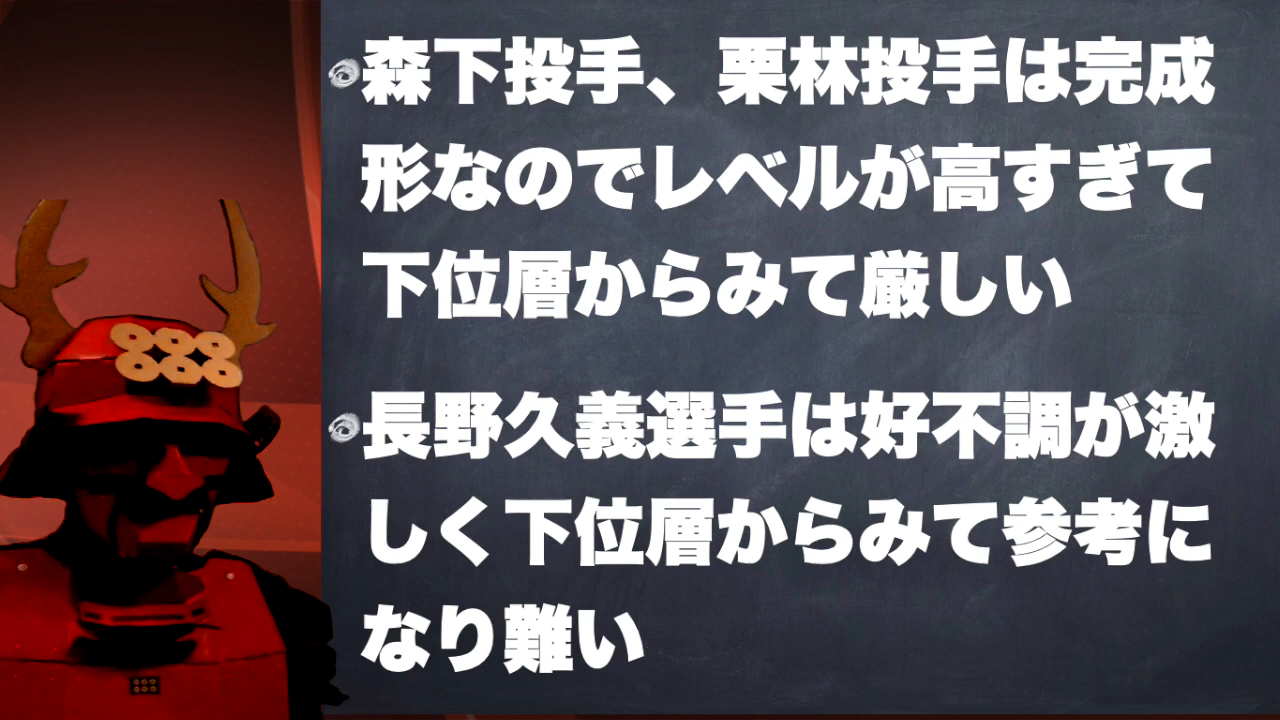 森下投手、栗林投手は完成
形なのでレベルが高すぎて
下位層からみて厳しい
長野久義選手は好不調が激
しく下位層からみて参考に
なり難い